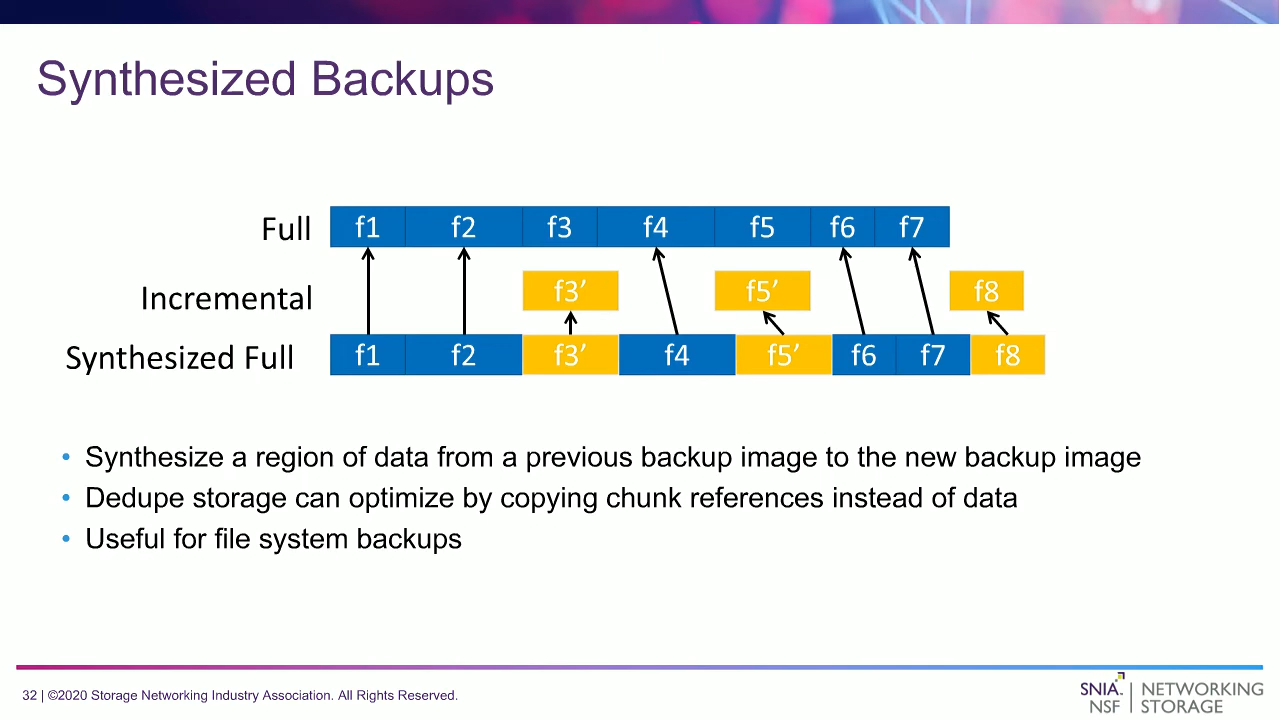 Synthesized Backups
Full f1 f2 f3 f4 f5 f6 f7
Incremental f3’ f5’ f8
Synthesized Full f1 f2 f3’ f4 f5’ f6 f7 f8
• Synthesize a region of data from a previous backup image to the new backup image
• Dedupe storage can optimize by copying chunk references instead of data
• Useful for file system backups
32 | ©2020 Storage Networking Industry Association. All Rights Reserved.
SNIA. | NETWORKING
NSF | STORAGE